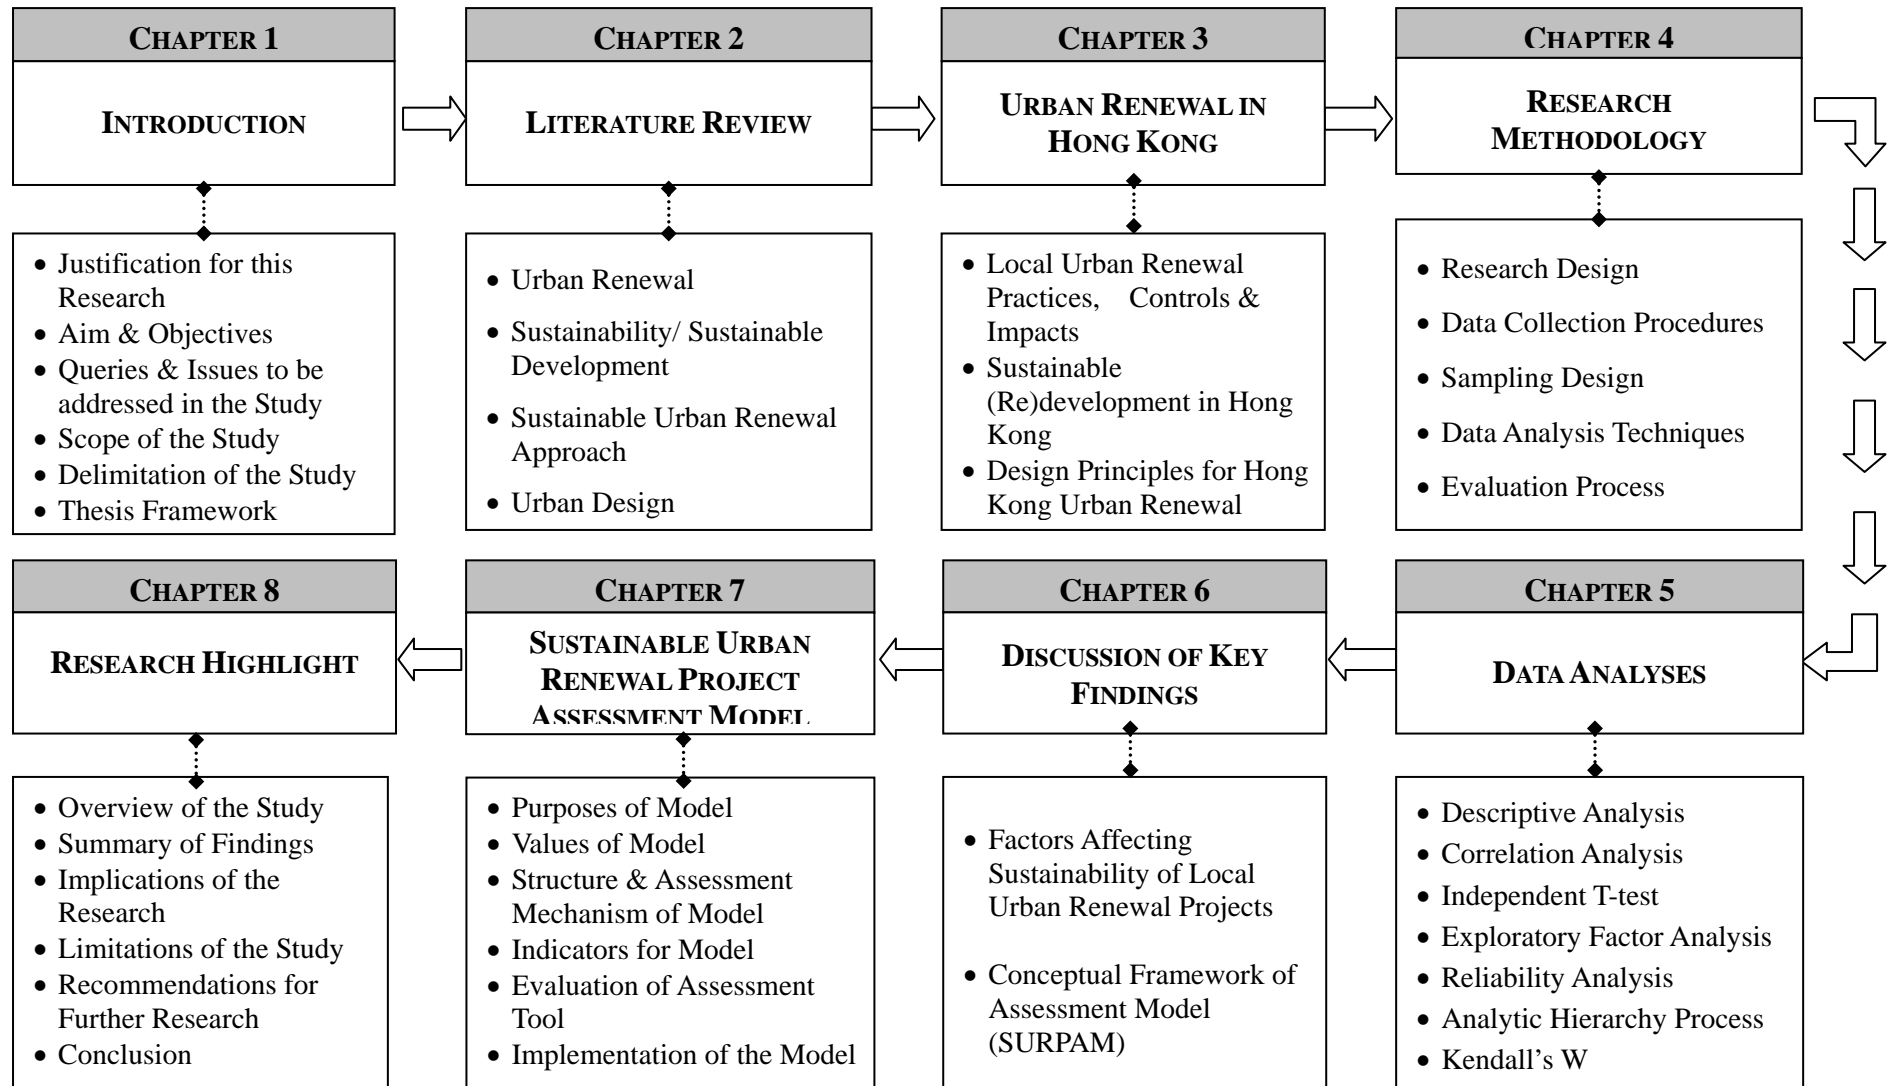 CHAPTER 1
INTRODUCTION
• Justification for this
Research
• Aim & Objectives
• Queries & Issues to be
addressed in the Study
• Scope of the Study
• Delimitation of the Study
• Thesis Framework
CHAPTER 2
LITERATURE REVIEW
• Urban Renewal
• Sustainability/ Sustainable
Development
• Sustainable Urban Renewal
Approach
• Urban Design
CHAPTER 3
URBAN RENEWAL IN
HONG KONG
• Local Urban Renewal
Practices, Controls &
Impacts
• Sustainable
(Re)development in Hong
Kong
• Design Principles for Hong
Kong Urban Renewal
CHAPTER 4
RESEARCH
METHODOLOGY
• Research Design
• Data Collection Procedures
• Sampling Design
• Data Analysis Techniques
• Evaluation Process
CHAPTER 5
DATA ANALYSES
• Descriptive Analysis
• Correlation Analysis
• Independent T-test
• Exploratory Factor Analysis
• Reliability Analysis
• Analytic Hierarchy Process
• Kendall's W
CHAPTER 6
DISCUSSION OF KEY
FINDINGS
• Factors Affecting
Sustainability of Local
Urban Renewal Projects
• Conceptual Framework of
Assessment Model
(SURPAM)
CHAPTER 7
SUSTAINABLE URBAN
RENEWAL PROJECT
ASSESSMENT MODEL
• Purposes of Model
• Values of Model
• Structure & Assessment
Mechanism of Model
• Indicators for Model
• Evaluation of Assessment
Tool
• Implementation of the Model
CHAPTER 8
RESEARCH HIGHLIGHT
• Overview of the Study
• Summary of Findings
• Implications of the
Research
• Limitations of the Study
• Recommendations for
Further Research
• Conclusion